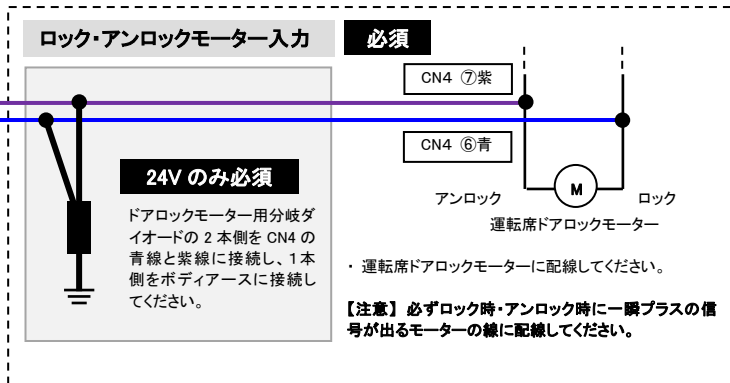 ロック・アンロックモーター入力
必須
CN4 ⑦紫
CN4 ⑥青
24V のみ必須
ドアロックモーター用分岐ダ
イオードの 2 本側を CN4 の
青線と紫線に接続し、1 本
側をボディアースに接続し
てください。
M
アンロック
ロック
運転席ドアロックモーター
・ 運転席ドアロックモーターに配線してください。
【注意】 必ずロック時・アンロック時に一瞬プラスの信
号が出るモーターの線に配線してください。